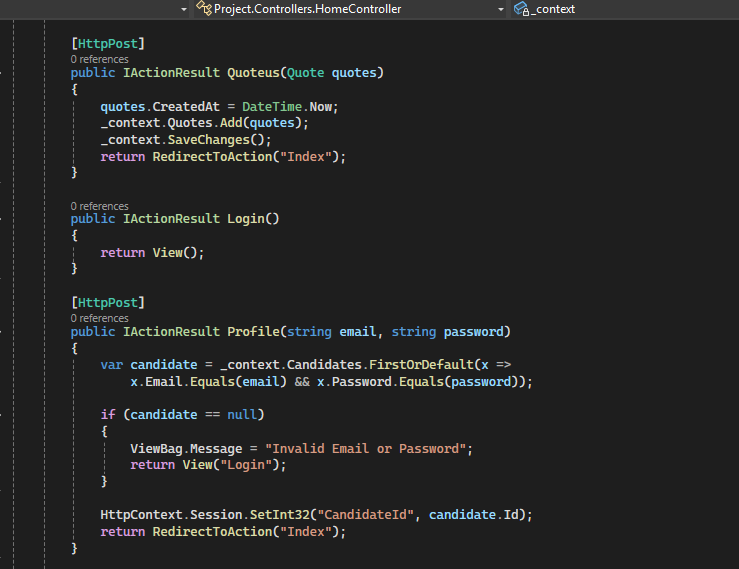 Project.Controllers.HomeController _context
[HttpPost]
0 references
public IActionResult Quoteus(Quote quotes)
{
quotes.CreatedAt = DateTime.Now;
_context.Quotes.Add(quotes);
_context.SaveChanges();
return RedirectToAction("Index");
}
0 references
public IActionResult Login()
{
return View();
}
[HttpPost]
0 references
public IActionResult Profile(string email, string password)
{
var candidate = _context.Candidates.FirstOrDefault(x =>
x.Email.Equals(email) && x.Password.Equals(password));
if (candidate == null)
{
ViewBag.Message = "Invalid Email or Password";
return View("Login");
}
HttpContext.Session.SetInt32("CandidateId", candidate.Id);
return RedirectToAction("Index");
}